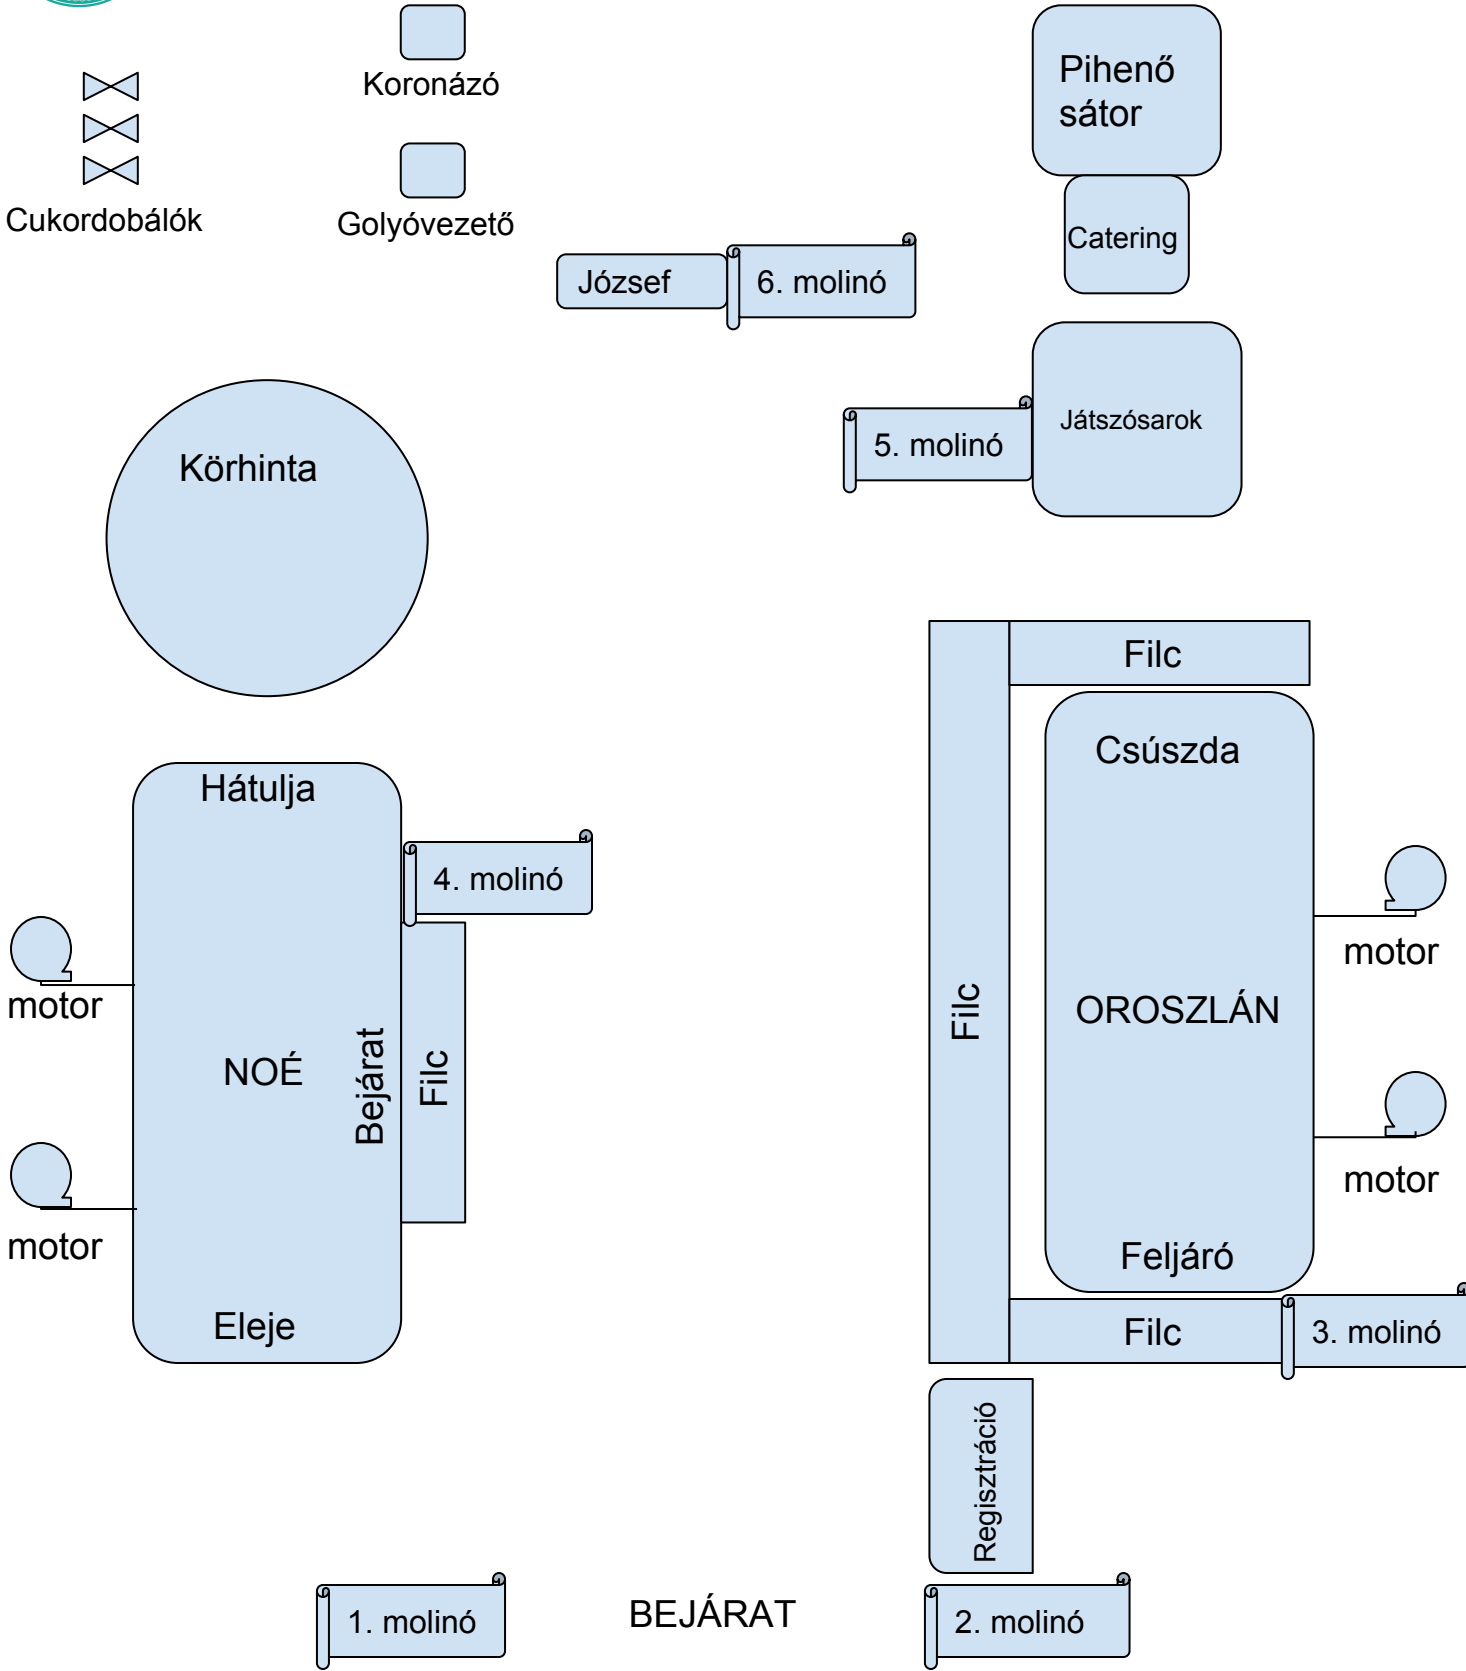 Koronázó
Pihenő
sátor
Cukordobálók
Golyóvezető
Catering
József
6. molinó
Játszósarok
5. molinó
Körhinta
Filc
Csúszda
Hátulja
4. molinó
motor
motor
OROSZLÁN
Filc
NOÉ
Bejárat
Filc
motor
motor
Feljáró
Eleje
Filc
3. molinó
Regisztráció
1. molinó
BEJÁRAT
2. molinó